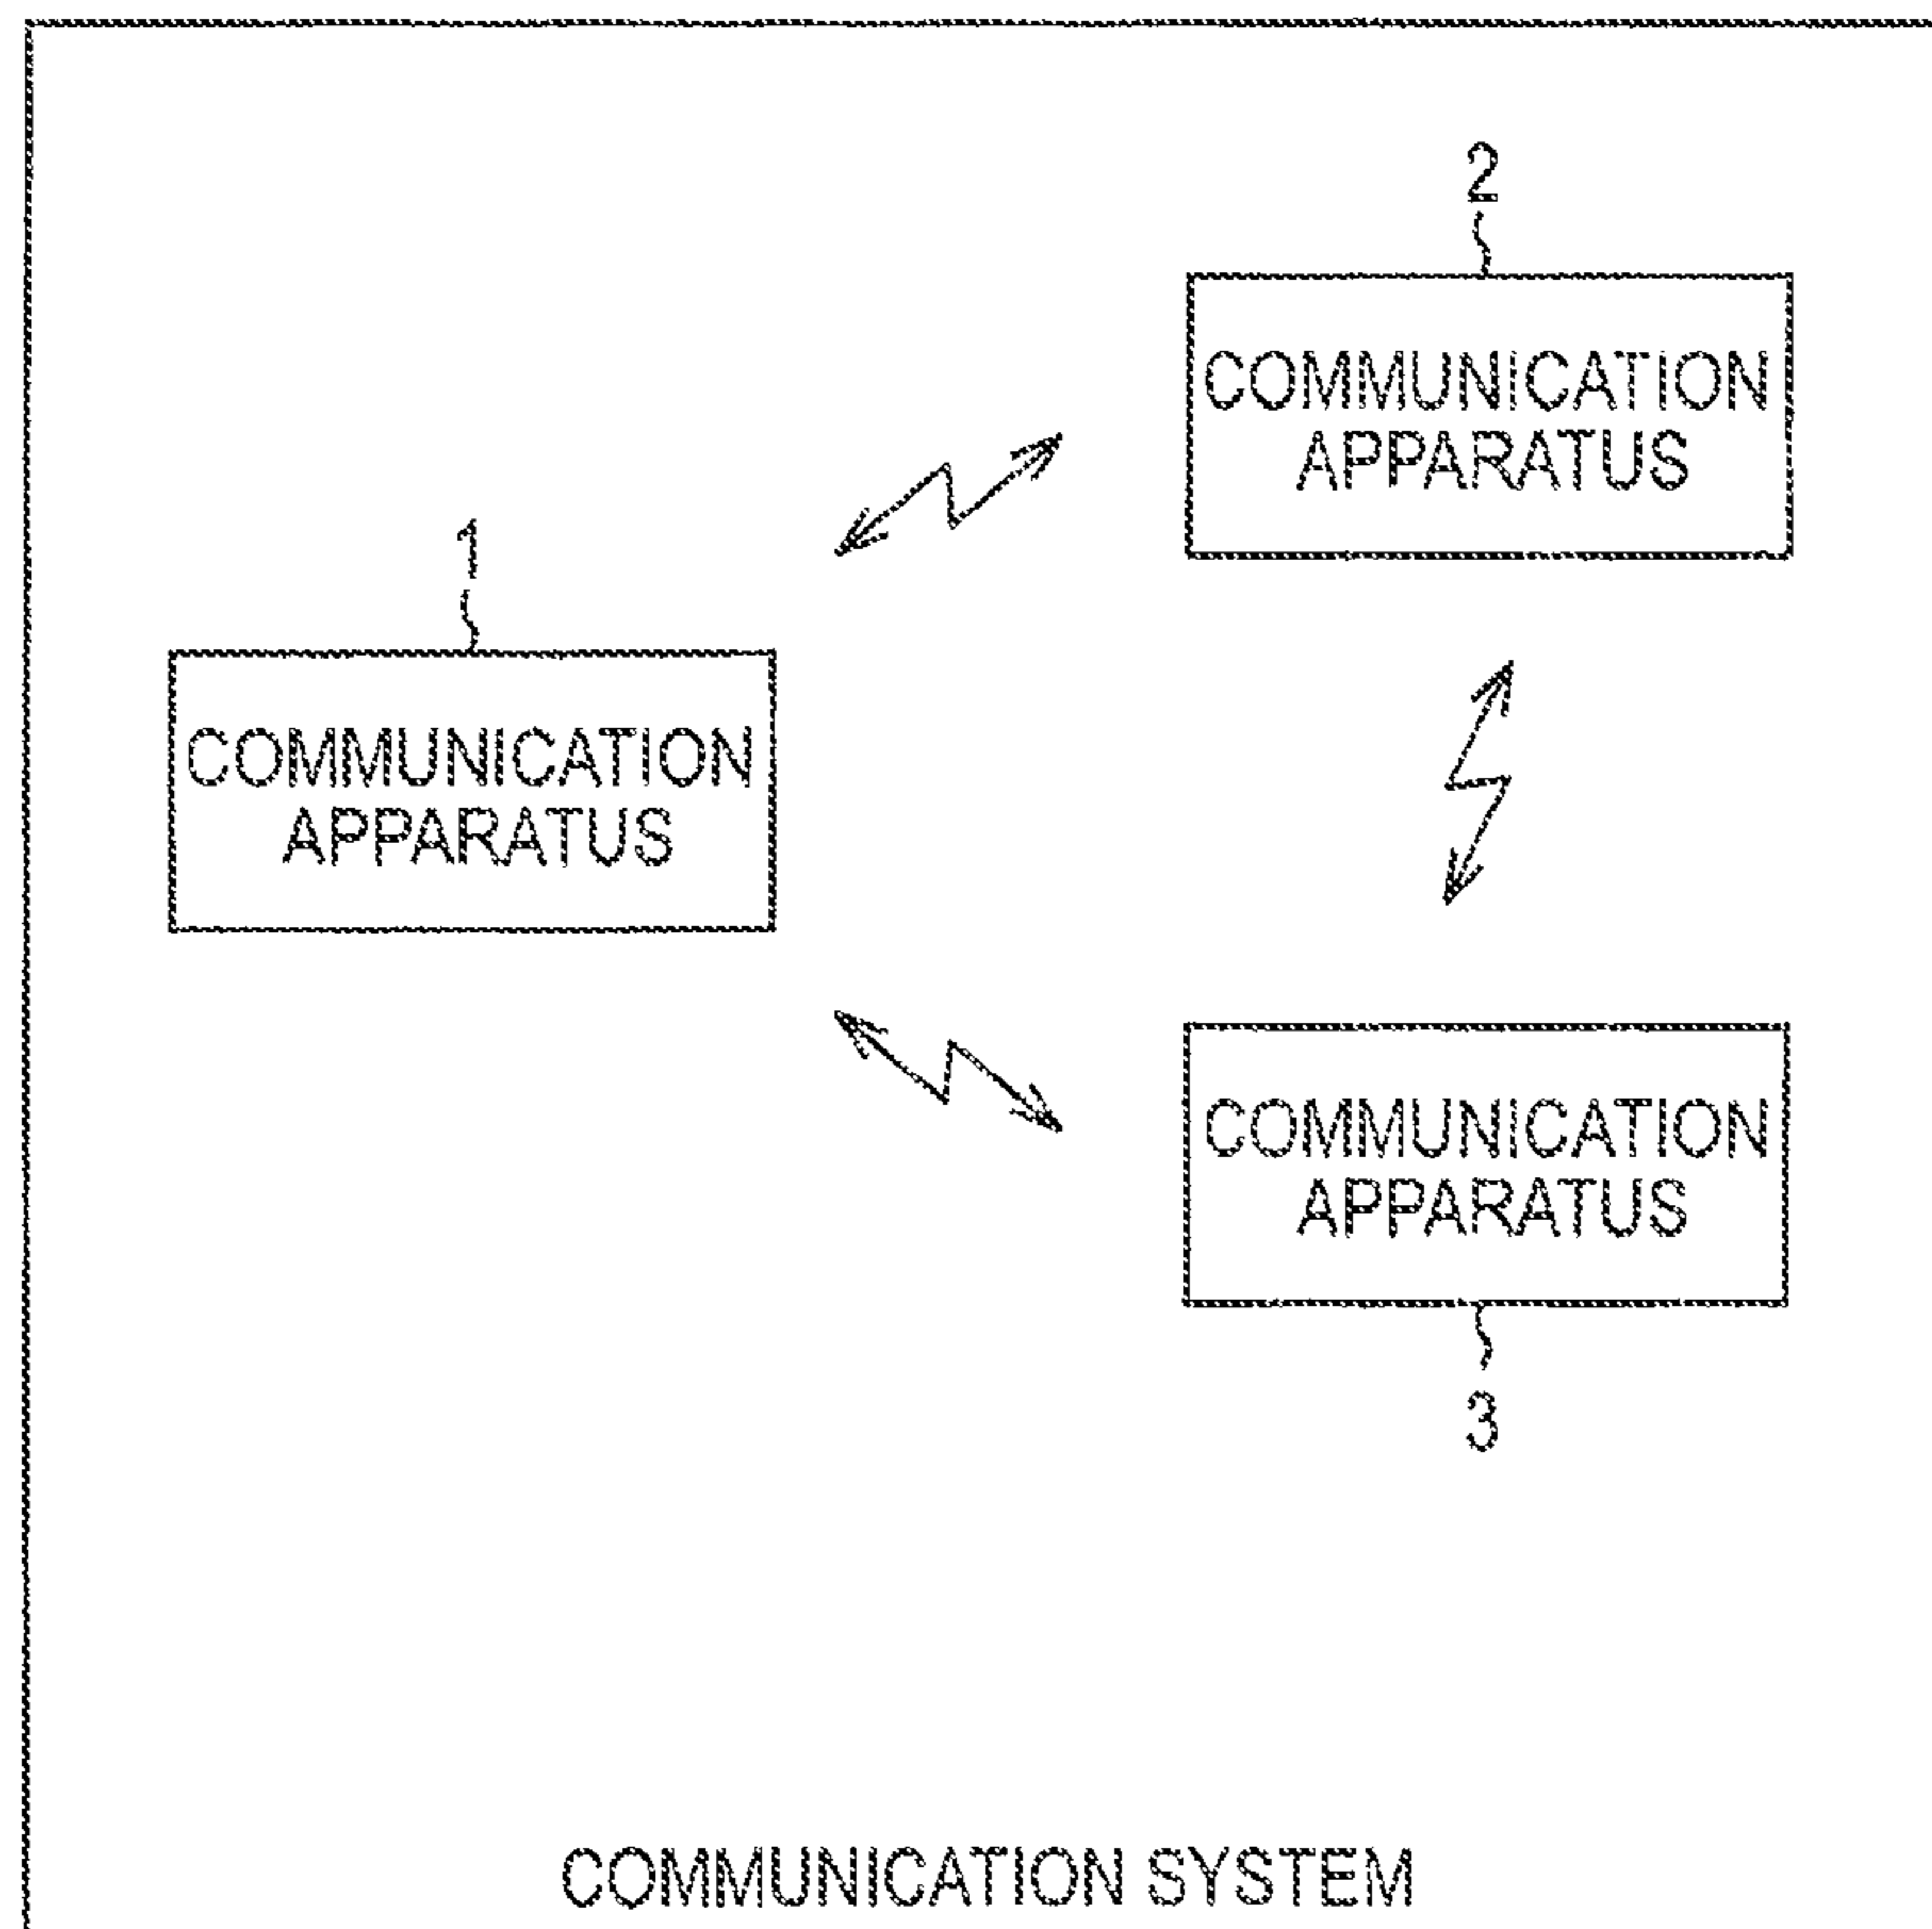 2
COMMUNICATION
APPARATUS
1
COMMUNICATION
APPARATUS
COMMUNICATION
APPARATUS
3
COMMUNICATION SYSTEM